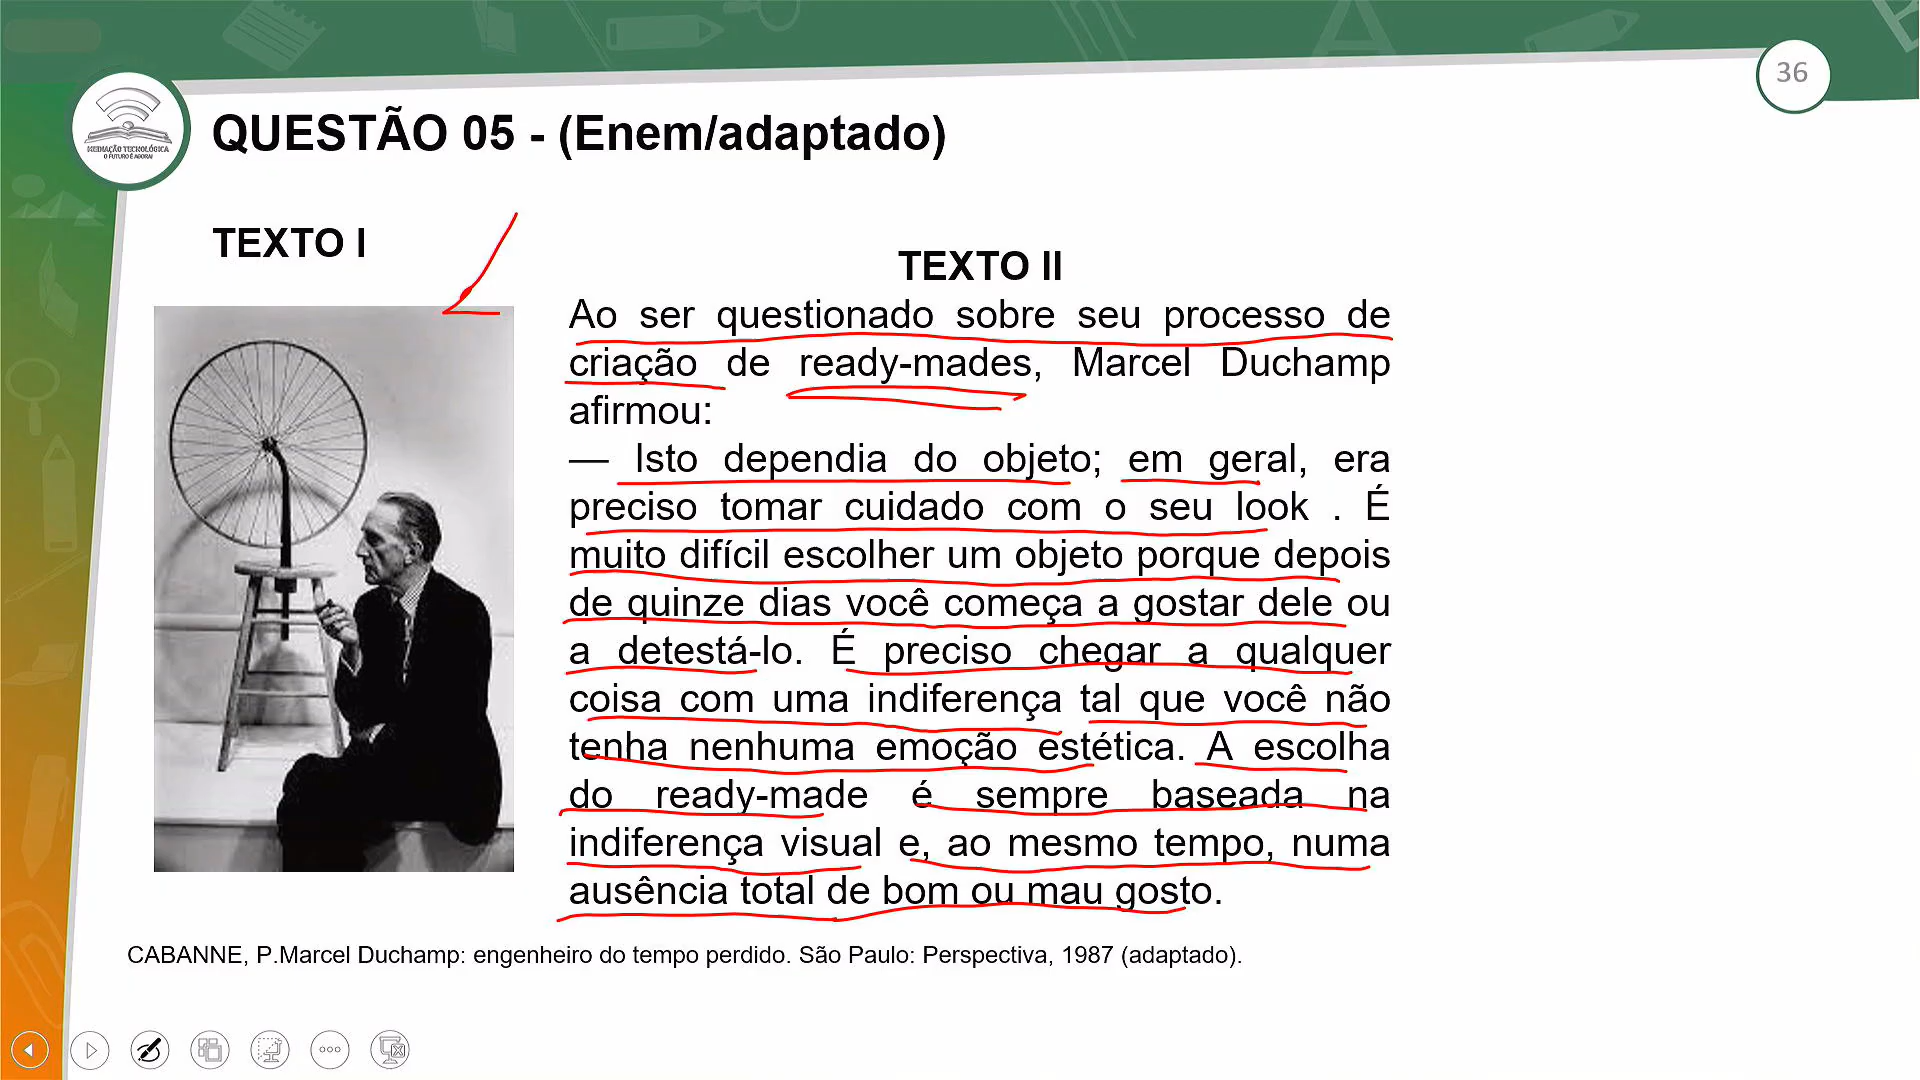 36
MEDIAÇÃO TECNOLÓGICA
O FUTURO É AGORA!
QUESTÃO 05 - (Enem/adaptado)
TEXTO I
TEXTO II
Ao ser questionado sobre seu processo de
criação de ready-mades, Marcel Duchamp
afirmou:
— Isto dependia do objeto; em geral, era
preciso tomar cuidado com o seu look . É
muito difícil escolher um objeto porque depois
de quinze dias você começa a gostar dele ou
a detestá-lo. É preciso chegar a qualquer
coisa com uma indiferença tal que você não
tenha nenhuma emoção estética. A escolha
do ready-made é sempre baseada na
indiferença visual e, ao mesmo tempo, numa
ausência total de bom ou mau gosto.
CABANNE, P.Marcel Duchamp: engenheiro do tempo perdido. São Paulo: Perspectiva, 1987 (adaptado).